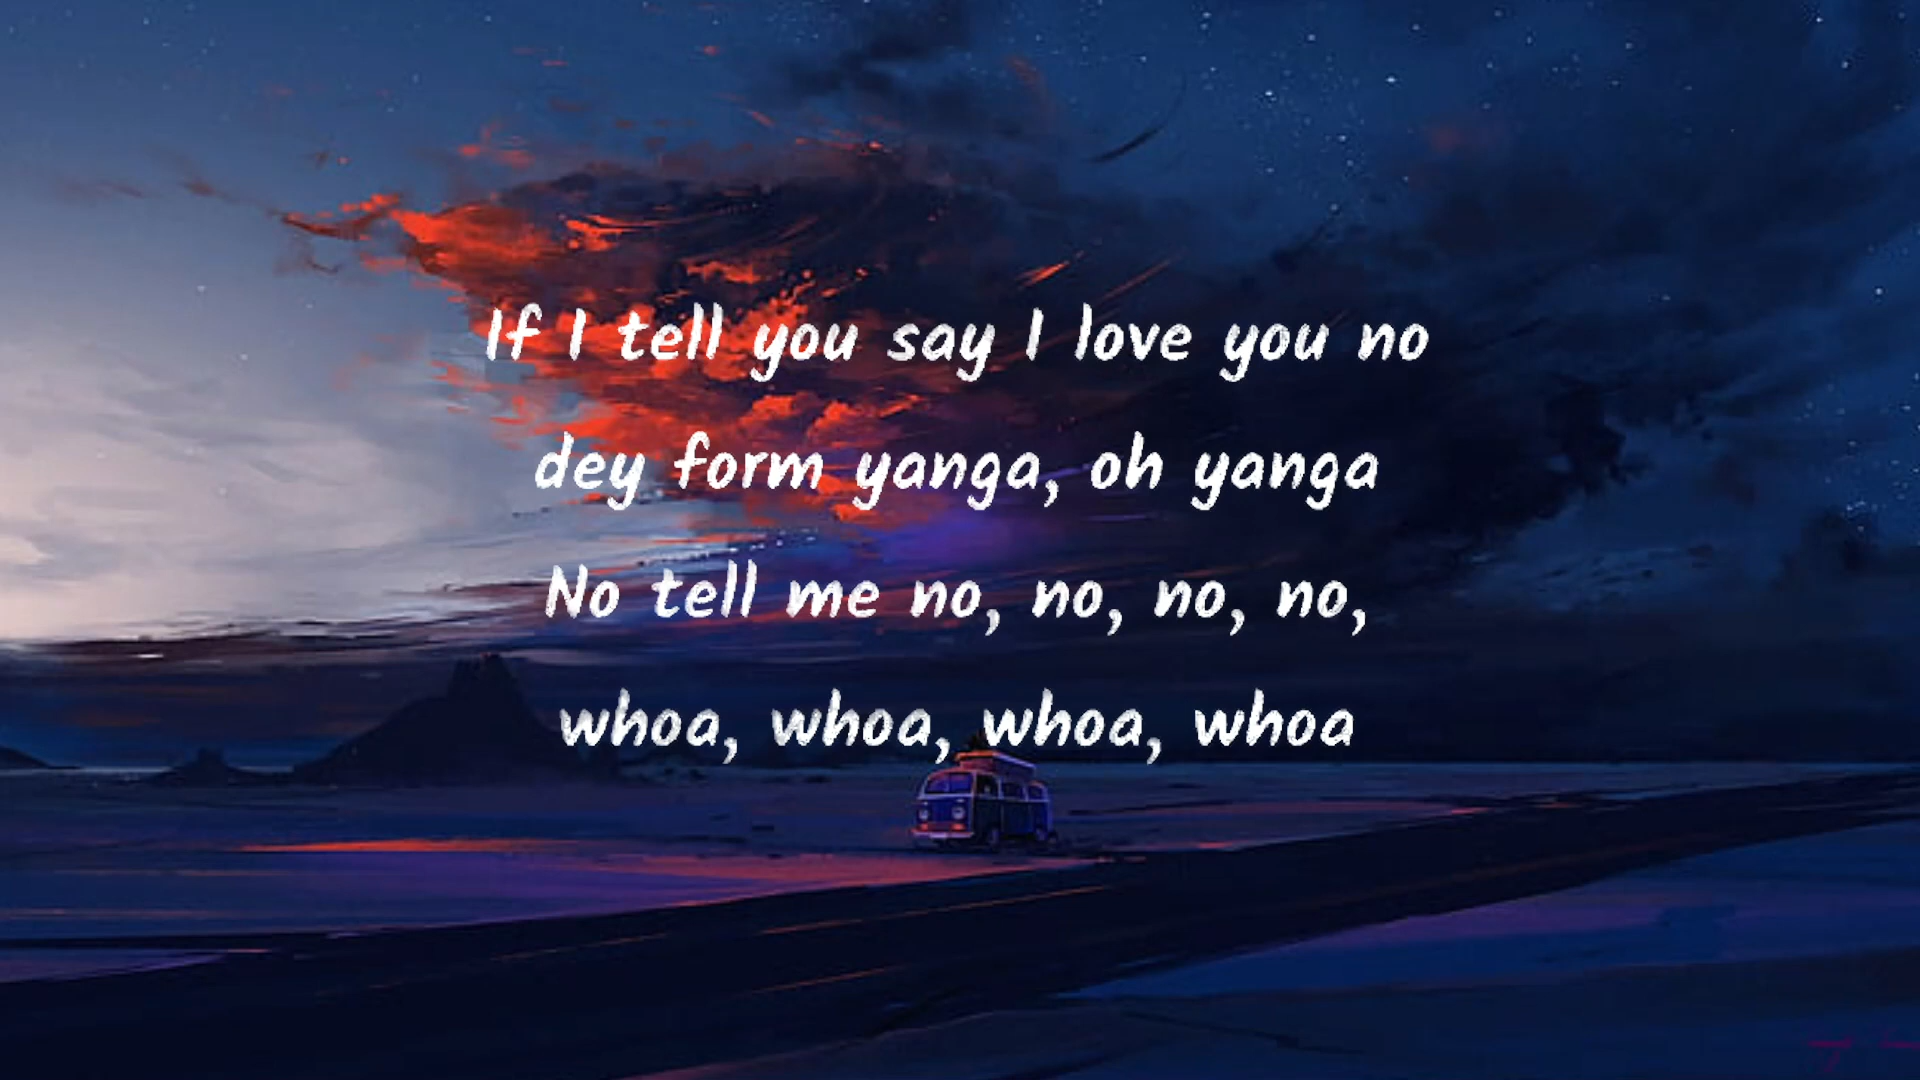 If I tell you say I love you no
dey form yanga, oh yanga
No tell me no, no, no, no,
whoa, whoa, whoa, whoa